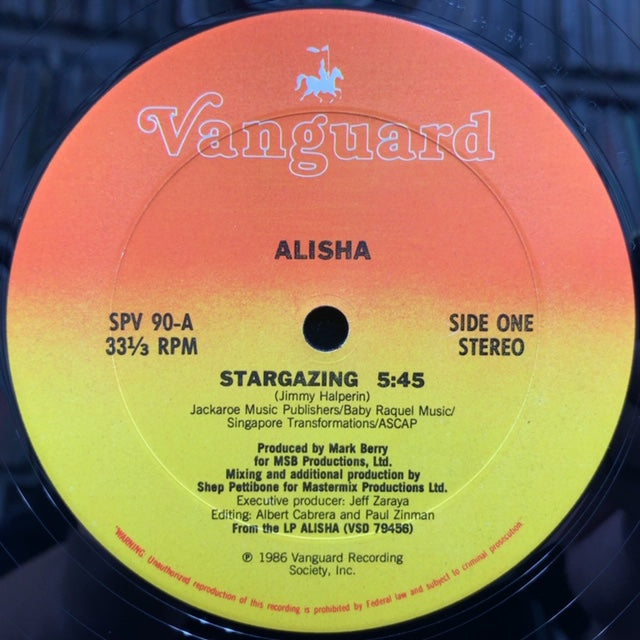 Vanguard
ALISHA
SPV 90-A
33⅓ RPM
SIDE ONE
STEREO
STARGAZING 5:45
(Jimmy Halperin)
Jackaroe Music Publishers/Baby Raquel Music/
Singapore Transformations/ASCAP
Produced by Mark Berry
for MSB Productions, Ltd.
Mixing and additional production by
Shep Pettibone for Mastermix Productions Ltd.
Executive producer: Jeff Zaraya
Editing: Albert Cabrera and Paul Zinman
From the LP ALISHA (VSD 79456)
℗ 1986 Vanguard Recording
Society, Inc.
"WARNING. Unauthorized reproduction of this recording is prohibited by Federal law and subject to criminal prosecution"